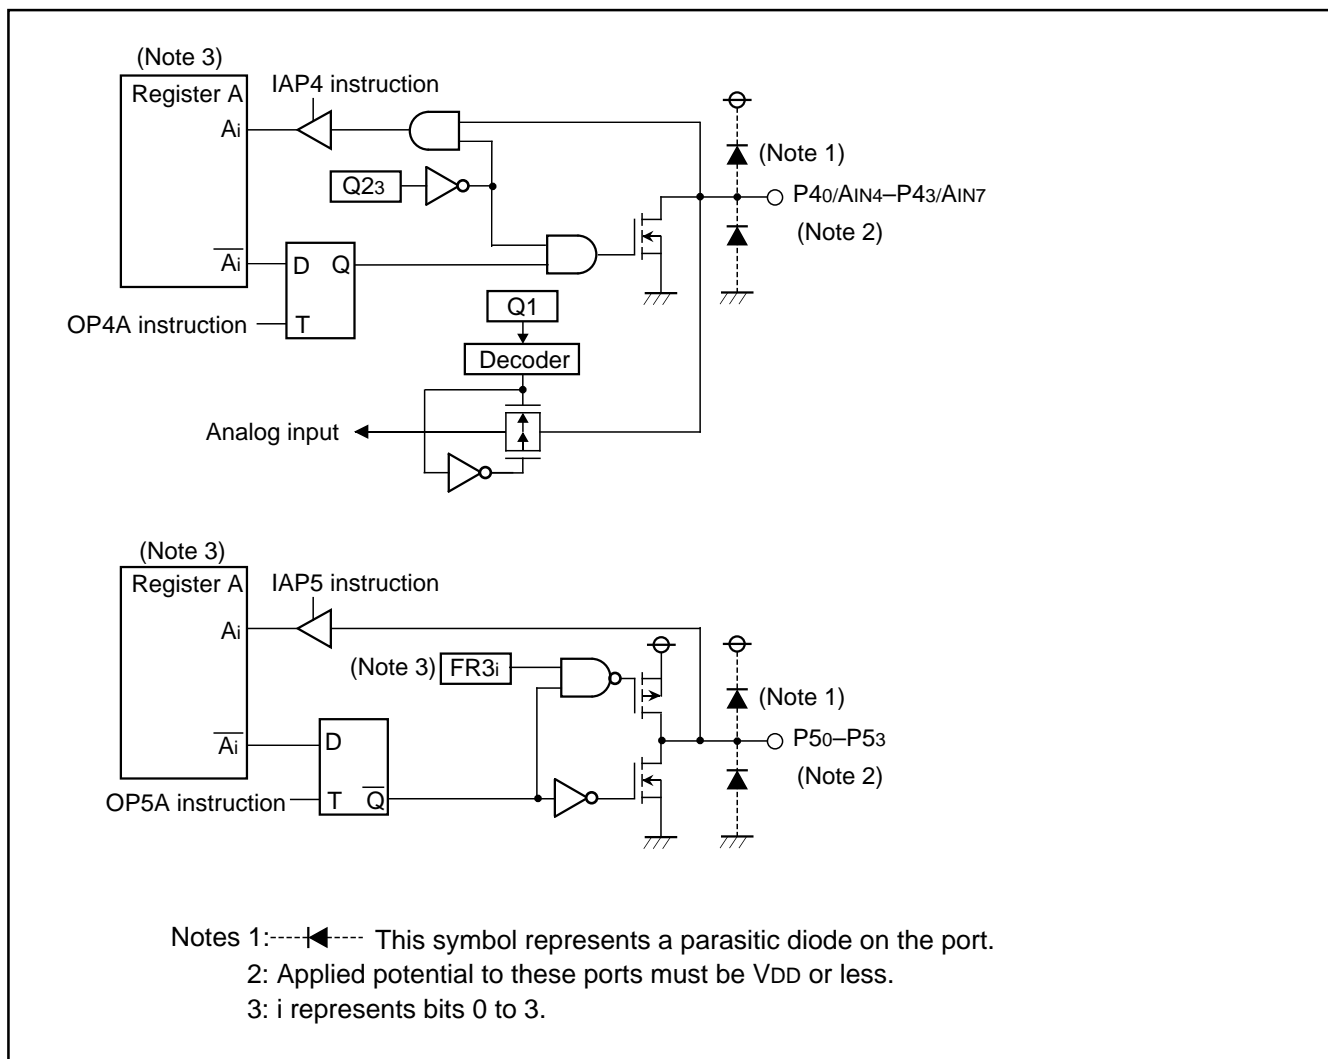 (Note 3)
Register A
IAP4 instruction
Ai
(Note 1)
Q23
P40/AIN4–P43/AIN7
(Note 2)
Ai
D Q
Q1
OP4A instruction
T
Decoder
Analog input
(Note 3)
Register A
IAP5 instruction
Ai
(Note 3)
FR3i
(Note 1)
Ai
D
P50–P53
(Note 2)
OP5A instruction
T Q
Notes 1: This symbol represents a parasitic diode on the port.
2: Applied potential to these ports must be VDD or less.
3: i represents bits 0 to 3.